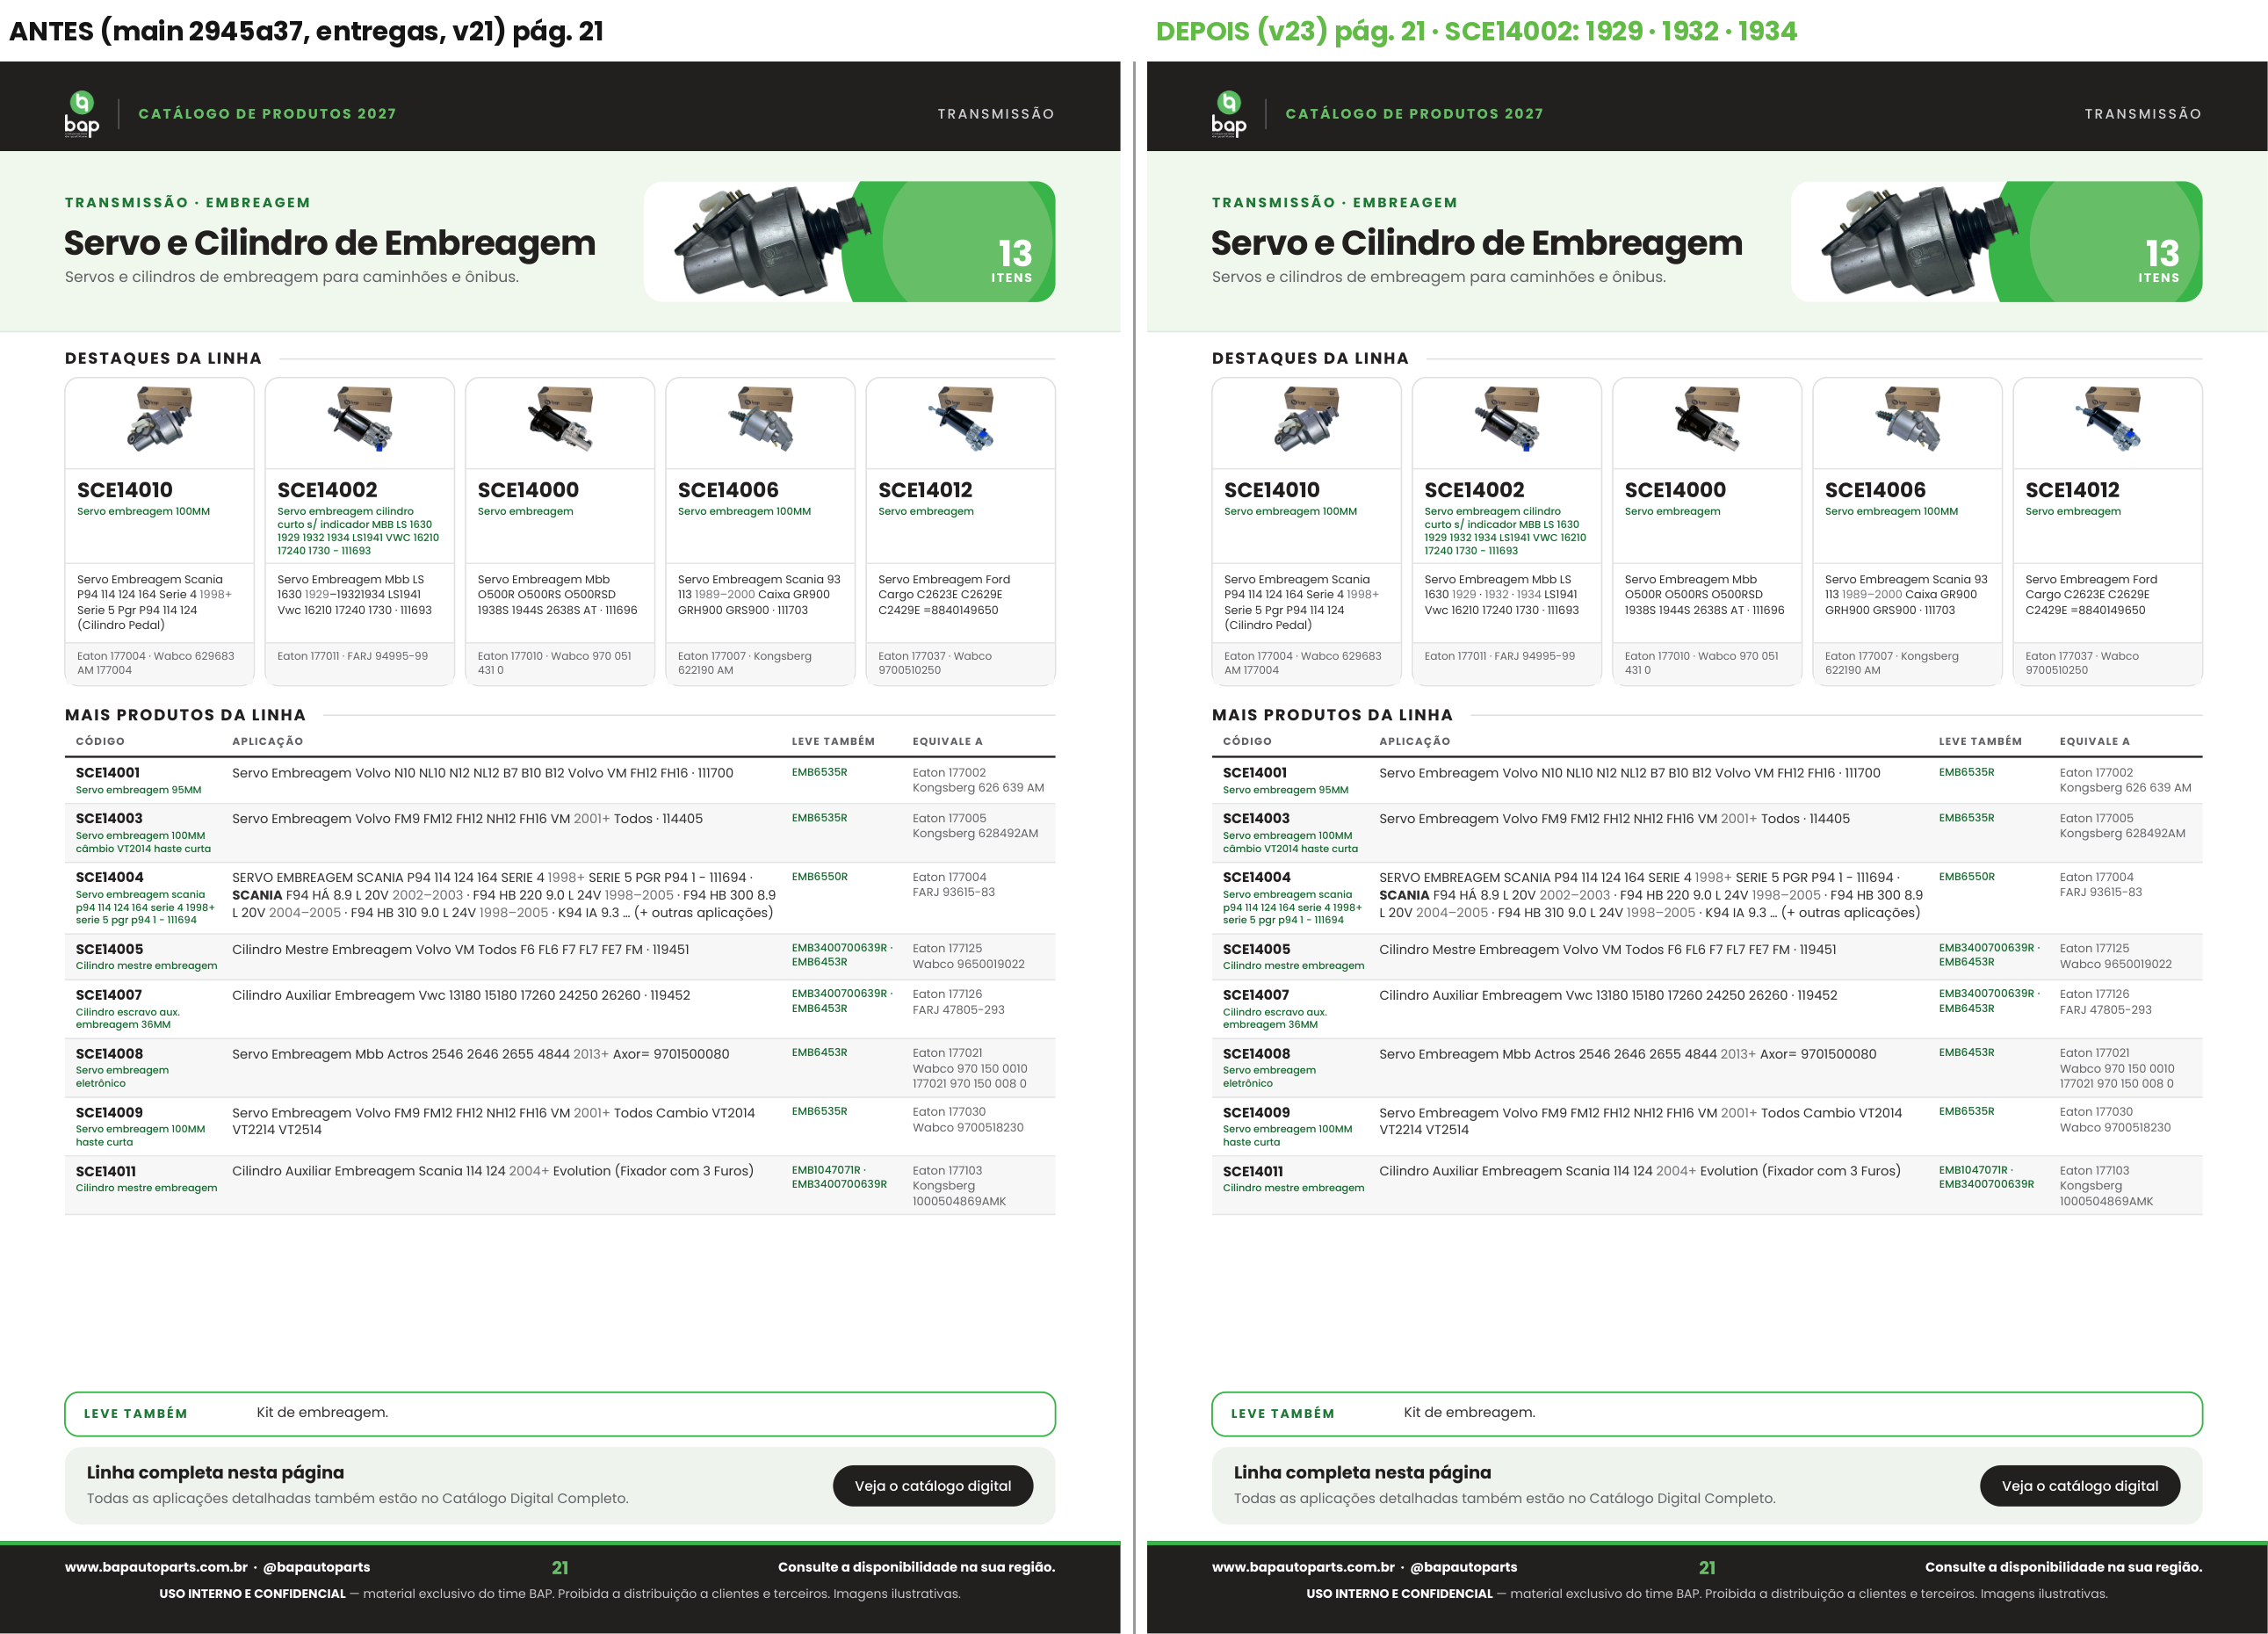 ANTES (main 2945a37, entregas, v21) pág. 21
bap
CATÁLOGO DE PRODUTOS 2027
TRANSMISSÃO
TRANSMISSÃO · EMBREAGEM
Servo e Cilindro de Embreagem
Servos e cilindros de embreagem para caminhões e ônibus.
13
ITENS
DESTAQUES DA LINHA
SCE14010
Servo embreagem 100MM
Servo Embreagem Scania
P94 114 124 164 Serie 4 1998+
Serie 5 Pgr P94 114 124
(Cilindro Pedal)
Eaton 177004 · Wabco 629683
AM 177004
SCE14002
Servo embreagem cilindro
curto s/ indicador MBB LS 1630
1929 1932 1934 LS1941 VWC 16210
17240 1730 - 111693
Servo Embreagem Mbb LS
1630 1929–19321934 LS1941
Vwc 16210 17240 1730 · 111693
Eaton 177011 · FARJ 94995-99
SCE14000
Servo embreagem
Servo Embreagem Mbb
O500R O500RS O500RSD
1938S 1944S 2638S AT · 111696
Eaton 177010 · Wabco 970 051
431 0
SCE14006
Servo embreagem 100MM
Servo Embreagem Scania 93
113 1989–2000 Caixa GR900
GRH900 GRS900 · 111703
Eaton 177007 · Kongsberg
622190 AM
SCE14012
Servo embreagem
Servo Embreagem Ford
Cargo C2623E C2629E
C2429E =8840149650
Eaton 177037 · Wabco
9700510250
MAIS PRODUTOS DA LINHA
CÓDIGO APLICAÇÃO LEVE TAMBÉM EQUIVALE A
SCE14001
Servo embreagem 95MM
Servo Embreagem Volvo N10 NL10 N12 NL12 B7 B10 B12 Volvo VM FH12 FH16 · 111700
EMB6535R
Eaton 177002
Kongsberg 626 639 AM
SCE14003
Servo embreagem 100MM
câmbio VT2014 haste curta
Servo Embreagem Volvo FM9 FM12 FH12 NH12 FH16 VM 2001+ Todos · 114405
EMB6535R
Eaton 177005
Kongsberg 628492AM
SCE14004
Servo embreagem scania
p94 114 124 164 serie 4 1998+
serie 5 pgr p94 1 - 111694
SERVO EMBREAGEM SCANIA P94 114 124 164 SERIE 4 1998+ SERIE 5 PGR P94 1 - 111694 ·
SCANIA F94 HÁ 8.9 L 20V 2002–2003 · F94 HB 220 9.0 L 24V 1998–2005 · F94 HB 300 8.9
L 20V 2004–2005 · F94 HB 310 9.0 L 24V 1998–2005 · K94 IA 9.3 … (+ outras aplicações)
EMB6550R
Eaton 177004
FARJ 93615-83
SCE14005
Cilindro mestre embreagem
Cilindro Mestre Embreagem Volvo VM Todos F6 FL6 F7 FL7 FE7 FM · 119451
EMB3400700639R ·
EMB6453R
Eaton 177125
Wabco 9650019022
SCE14007
Cilindro escravo aux.
embreagem 36MM
Cilindro Auxiliar Embreagem Vwc 13180 15180 17260 24250 26260 · 119452
EMB3400700639R ·
EMB6453R
Eaton 177126
FARJ 47805-293
SCE14008
Servo embreagem
eletrônico
Servo Embreagem Mbb Actros 2546 2646 2655 4844 2013+ Axor= 9701500080
EMB6453R
Eaton 177021
Wabco 970 150 0010
177021 970 150 008 0
SCE14009
Servo embreagem 100MM
haste curta
Servo Embreagem Volvo FM9 FM12 FH12 NH12 FH16 VM 2001+ Todos Cambio VT2014
VT2214 VT2514
EMB6535R
Eaton 177030
Wabco 9700518230
SCE14011
Cilindro mestre embreagem
Cilindro Auxiliar Embreagem Scania 114 124 2004+ Evolution (Fixador com 3 Furos)
EMB1047071R ·
EMB3400700639R
Eaton 177103
Kongsberg
1000504869AMK
LEVE TAMBÉM Kit de embreagem.
Linha completa nesta página
Todas as aplicações detalhadas também estão no Catálogo Digital Completo.
Veja o catálogo digital
www.bapautoparts.com.br · @bapautoparts
21
Consulte a disponibilidade na sua região.
USO INTERNO E CONFIDENCIAL — material exclusivo do time BAP. Proibida a distribuição a clientes e terceiros. Imagens ilustrativas.
DEPOIS (v23) pág. 21 · SCE14002: 1929 · 1932 · 1934
bap
CATÁLOGO DE PRODUTOS 2027
TRANSMISSÃO
TRANSMISSÃO · EMBREAGEM
Servo e Cilindro de Embreagem
Servos e cilindros de embreagem para caminhões e ônibus.
13
ITENS
DESTAQUES DA LINHA
SCE14010
Servo embreagem 100MM
Servo Embreagem Scania
P94 114 124 164 Serie 4 1998+
Serie 5 Pgr P94 114 124
(Cilindro Pedal)
Eaton 177004 · Wabco 629683
AM 177004
SCE14002
Servo embreagem cilindro
curto s/ indicador MBB LS 1630
1929 1932 1934 LS1941 VWC 16210
17240 1730 - 111693
Servo Embreagem Mbb LS
1630 1929 · 1932 · 1934 LS1941
Vwc 16210 17240 1730 · 111693
Eaton 177011 · FARJ 94995-99
SCE14000
Servo embreagem
Servo Embreagem Mbb
O500R O500RS O500RSD
1938S 1944S 2638S AT · 111696
Eaton 177010 · Wabco 970 051
431 0
SCE14006
Servo embreagem 100MM
Servo Embreagem Scania 93
113 1989–2000 Caixa GR900
GRH900 GRS900 · 111703
Eaton 177007 · Kongsberg
622190 AM
SCE14012
Servo embreagem
Servo Embreagem Ford
Cargo C2623E C2629E
C2429E =8840149650
Eaton 177037 · Wabco
9700510250
MAIS PRODUTOS DA LINHA
CÓDIGO APLICAÇÃO LEVE TAMBÉM EQUIVALE A
SCE14001
Servo embreagem 95MM
Servo Embreagem Volvo N10 NL10 N12 NL12 B7 B10 B12 Volvo VM FH12 FH16 · 111700
EMB6535R
Eaton 177002
Kongsberg 626 639 AM
SCE14003
Servo embreagem 100MM
câmbio VT2014 haste curta
Servo Embreagem Volvo FM9 FM12 FH12 NH12 FH16 VM 2001+ Todos · 114405
EMB6535R
Eaton 177005
Kongsberg 628492AM
SCE14004
Servo embreagem scania
p94 114 124 164 serie 4 1998+
serie 5 pgr p94 1 - 111694
SERVO EMBREAGEM SCANIA P94 114 124 164 SERIE 4 1998+ SERIE 5 PGR P94 1 - 111694 ·
SCANIA F94 HÁ 8.9 L 20V 2002–2003 · F94 HB 220 9.0 L 24V 1998–2005 · F94 HB 300 8.9
L 20V 2004–2005 · F94 HB 310 9.0 L 24V 1998–2005 · K94 IA 9.3 … (+ outras aplicações)
EMB6550R
Eaton 177004
FARJ 93615-83
SCE14005
Cilindro mestre embreagem
Cilindro Mestre Embreagem Volvo VM Todos F6 FL6 F7 FL7 FE7 FM · 119451
EMB3400700639R ·
EMB6453R
Eaton 177125
Wabco 9650019022
SCE14007
Cilindro escravo aux.
embreagem 36MM
Cilindro Auxiliar Embreagem Vwc 13180 15180 17260 24250 26260 · 119452
EMB3400700639R ·
EMB6453R
Eaton 177126
FARJ 47805-293
SCE14008
Servo embreagem
eletrônico
Servo Embreagem Mbb Actros 2546 2646 2655 4844 2013+ Axor= 9701500080
EMB6453R
Eaton 177021
Wabco 970 150 0010
177021 970 150 008 0
SCE14009
Servo embreagem 100MM
haste curta
Servo Embreagem Volvo FM9 FM12 FH12 NH12 FH16 VM 2001+ Todos Cambio VT2014
VT2214 VT2514
EMB6535R
Eaton 177030
Wabco 9700518230
SCE14011
Cilindro mestre embreagem
Cilindro Auxiliar Embreagem Scania 114 124 2004+ Evolution (Fixador com 3 Furos)
EMB1047071R ·
EMB3400700639R
Eaton 177103
Kongsberg
1000504869AMK
LEVE TAMBÉM Kit de embreagem.
Linha completa nesta página
Todas as aplicações detalhadas também estão no Catálogo Digital Completo.
Veja o catálogo digital
www.bapautoparts.com.br · @bapautoparts
21
Consulte a disponibilidade na sua região.
USO INTERNO E CONFIDENCIAL — material exclusivo do time BAP. Proibida a distribuição a clientes e terceiros. Imagens ilustrativas.